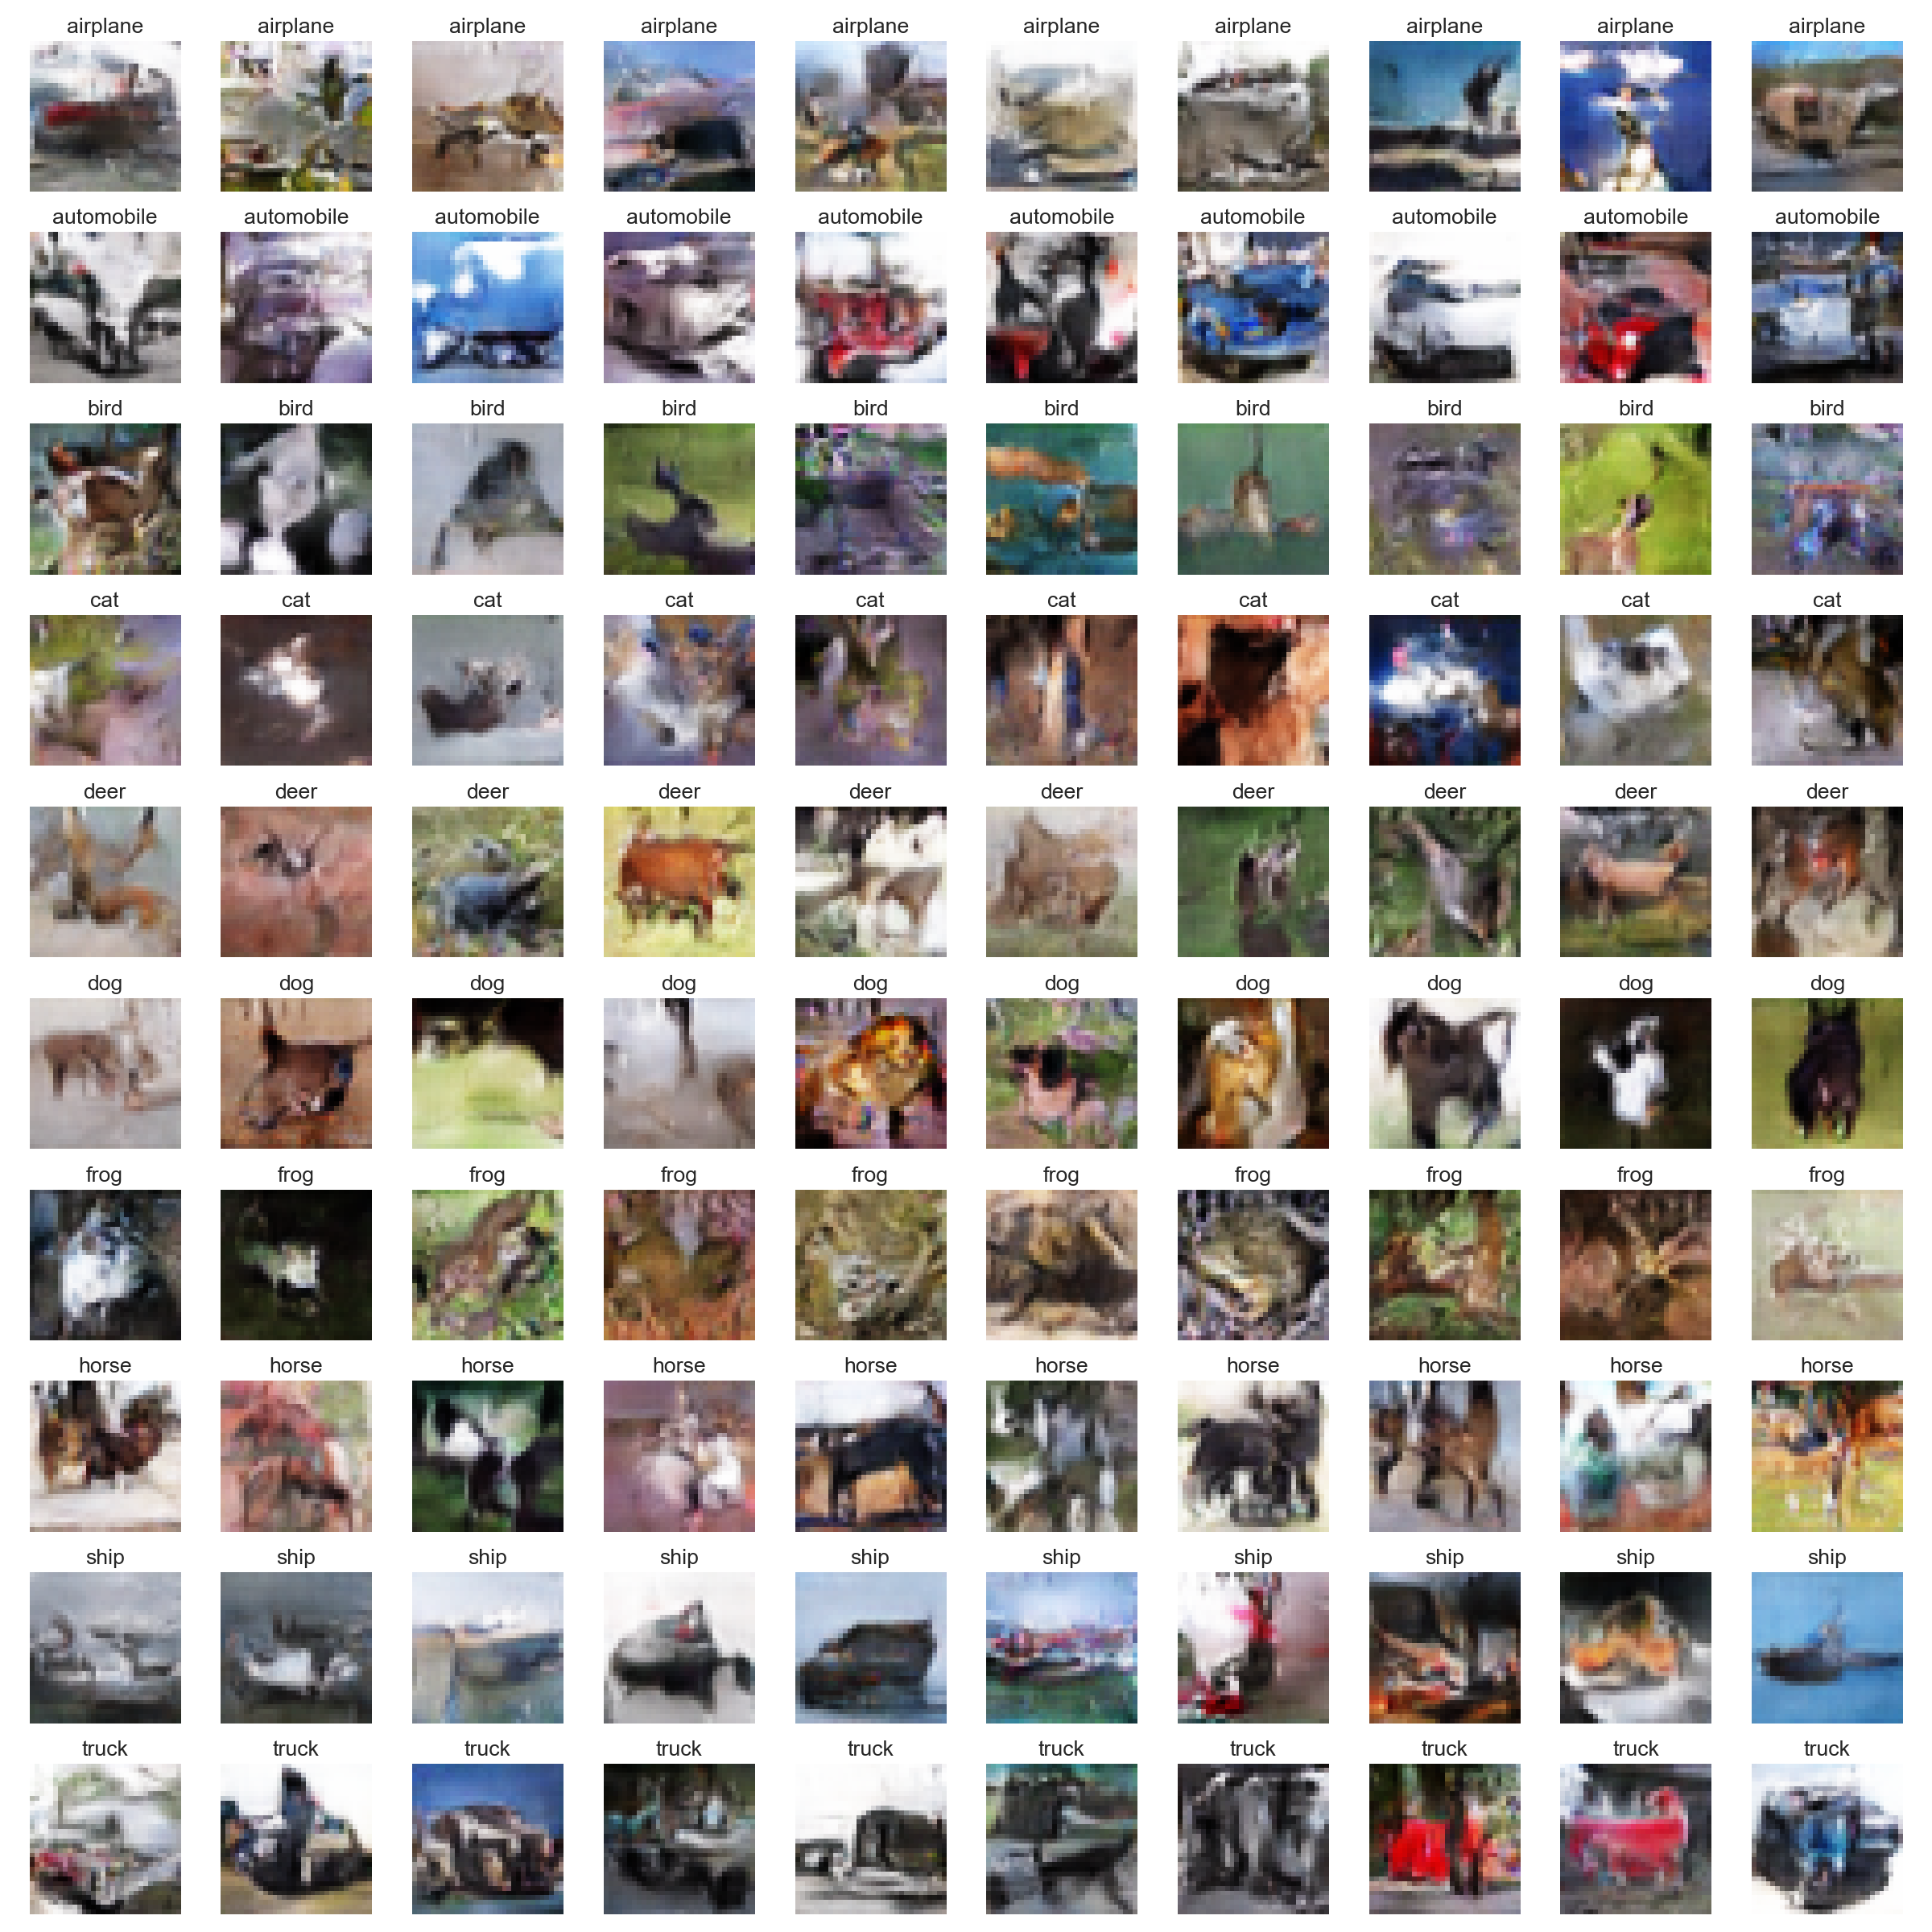 airplane airplane airplane airplane airplane airplane airplane airplane airplane airplane
automobile automobile automobile automobile automobile automobile automobile automobile automobile automobile
bird bird bird bird bird bird bird bird bird bird
cat cat cat cat cat cat cat cat cat cat
deer deer deer deer deer deer deer deer deer deer
dog dog dog dog dog dog dog dog dog dog
frog frog frog frog frog frog frog frog frog frog
horse horse horse horse horse horse horse horse horse horse
ship ship ship ship ship ship ship ship ship ship
truck truck truck truck truck truck truck truck truck truck